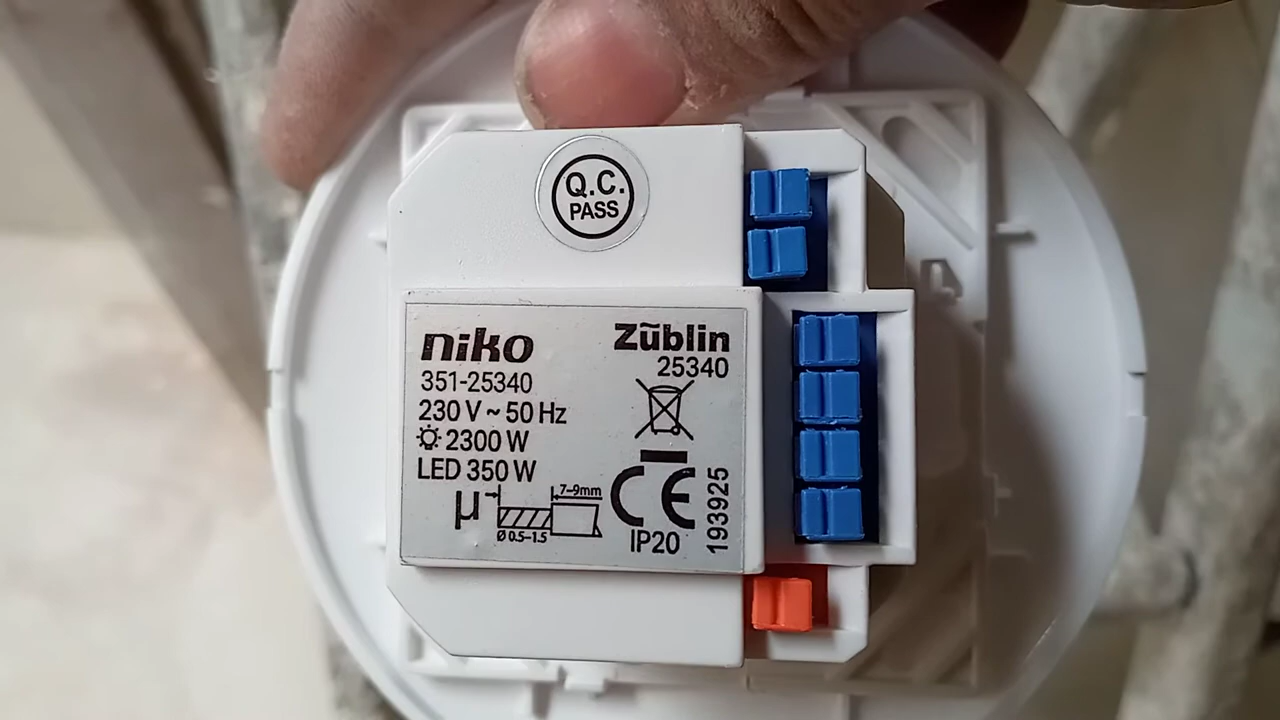 Q.C.
PASS
niko
351-25340
230 V ~ 50 Hz
2300 W
LED 350 W
µ
7-9mm
Ø 0.5-1.5
Zũblin
25340
CE
IP20
193925